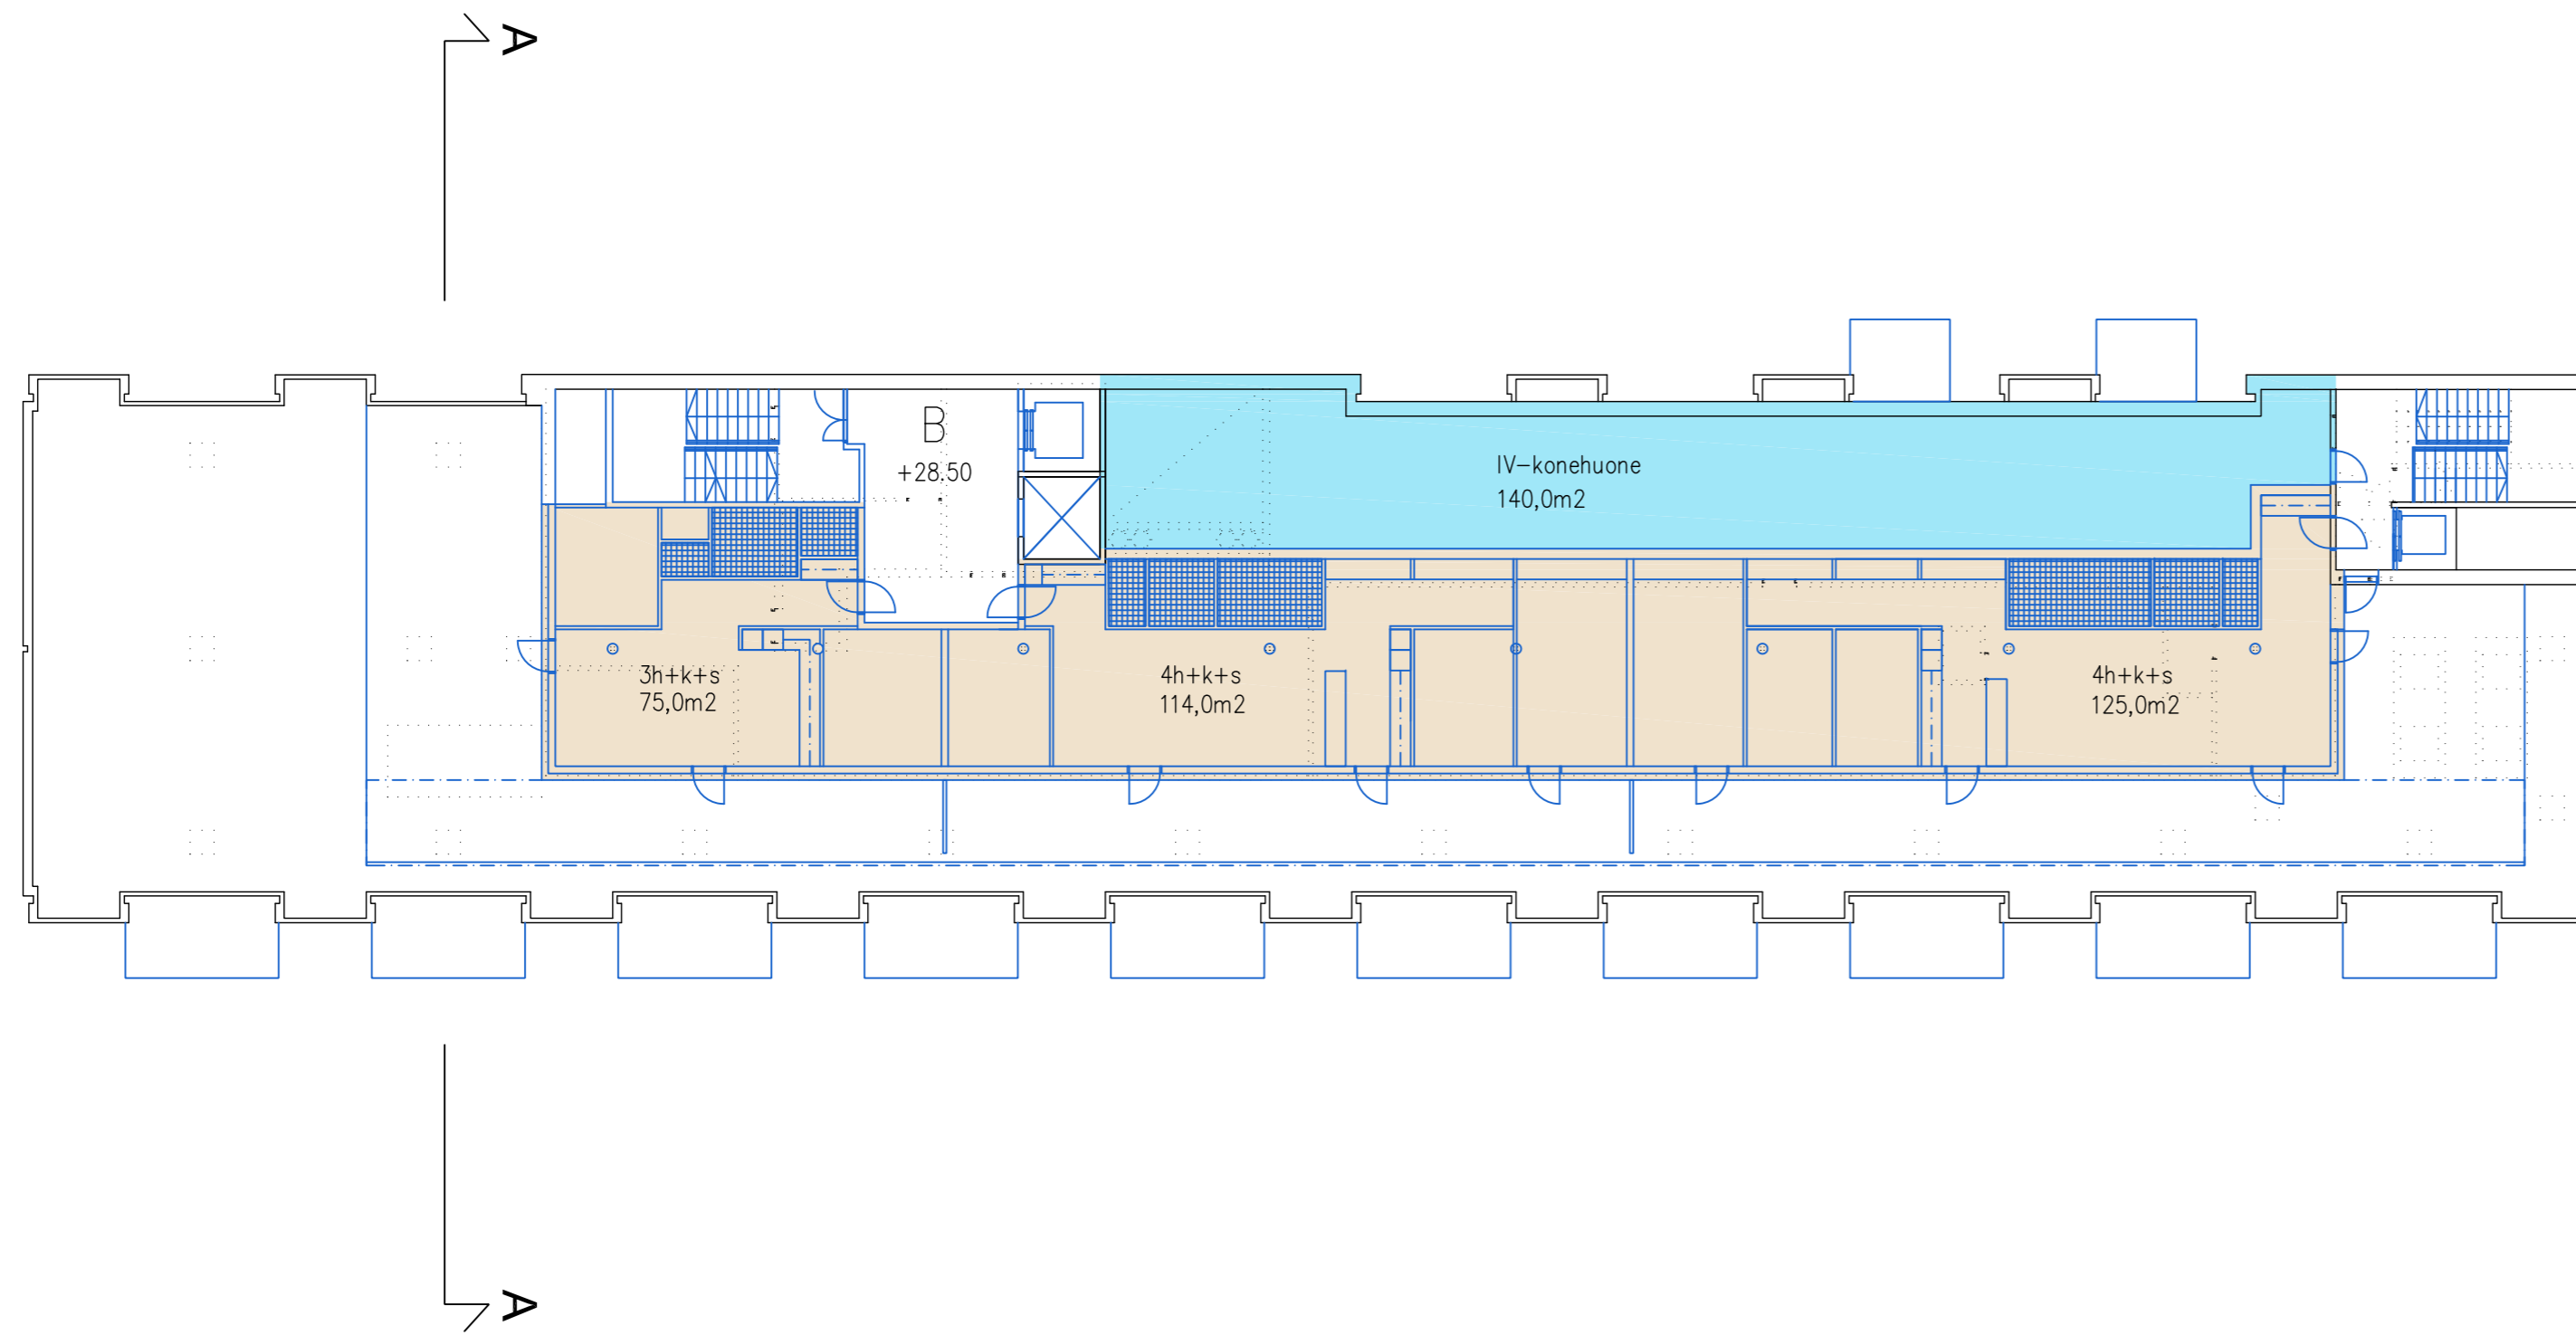 A
B
+28.50
IV-konehuone
140,0m2
3h+k+s
75,0m2
4h+k+s
114,0m2
4h+k+s
125,0m2
A